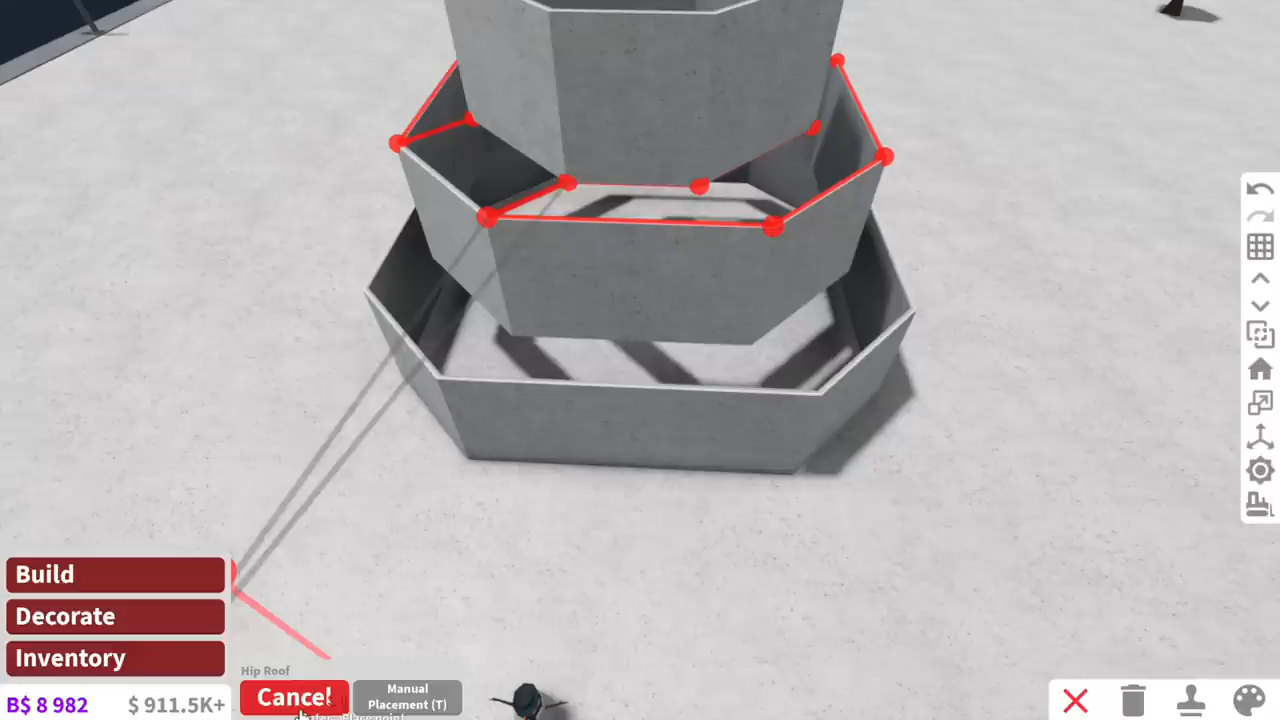 Build
Decorate
Inventory
B$ 8 982 $ 911.5K+
Hip Roof
Cancel
Manual
Placement (T)